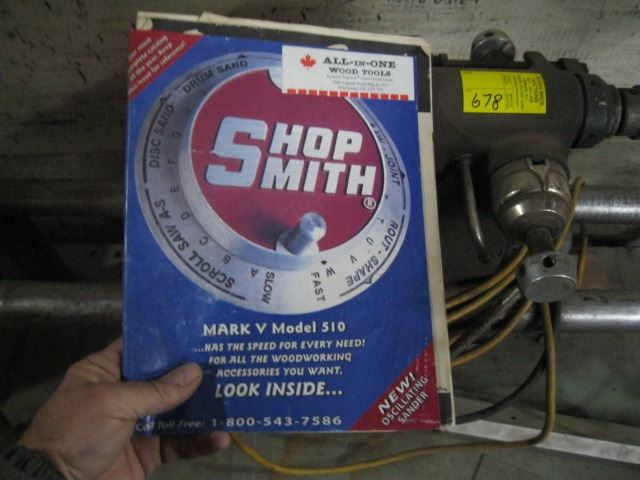 ALL-IN-ONE
WOOD TOOLS
DRUM SAND
DISC SAND
SHOP
SMITH
®
JOINT
ROUT-SHAPE
SCROLL SAW A-S
F
E
D
C
B
A
SLOW
FAST
W
V
U
T
MARK V Model 510
...HAS THE SPEED FOR EVERY NEED!
FOR ALL THE WOODWORKING
ACCESSORIES YOU WANT,
LOOK INSIDE...
NEW!
OSCILLATING
SANDER
Call Toll-Free: 1-800-543-7586
678